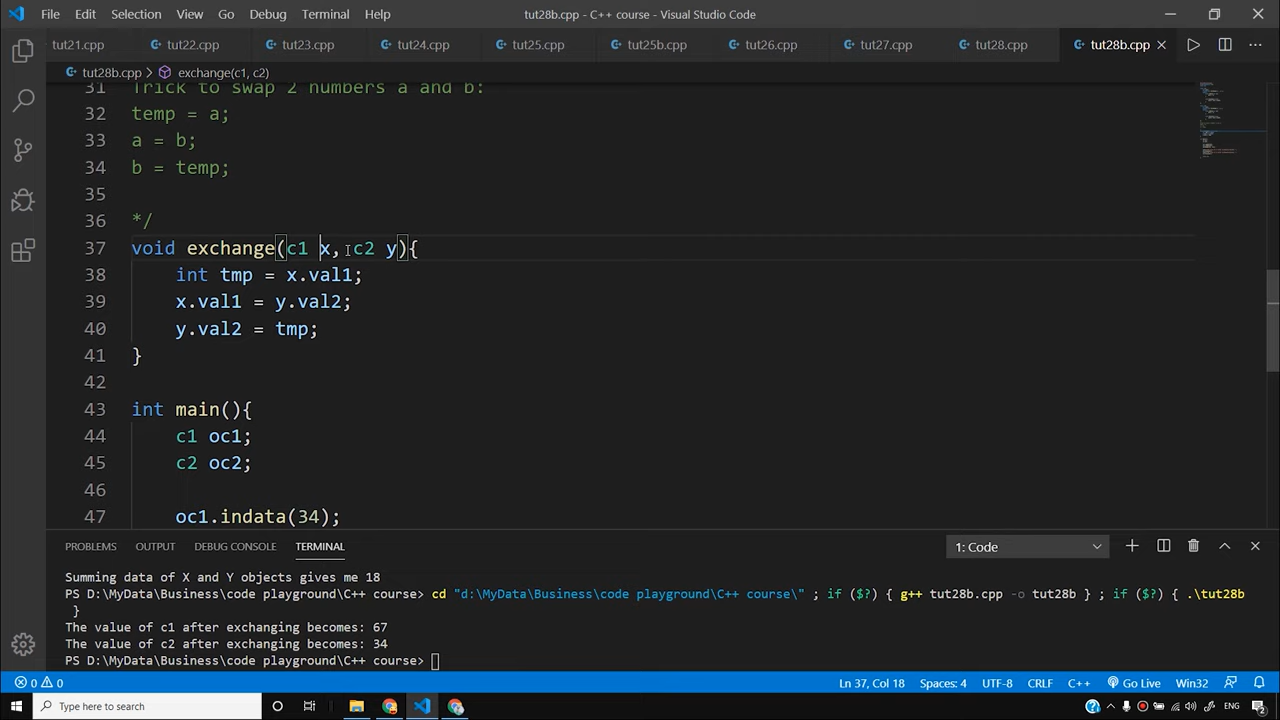 File Edit Selection View Go Debug Terminal Help tut28b.cpp - C++ course - Visual Studio Code
tut21.cpp tut22.cpp tut23.cpp tut24.cpp tut25.cpp tut25b.cpp tut26.cpp tut27.cpp tut28.cpp tut28b.cpp
tut28b.cpp > exchange(c1, c2)
31 Trick to swap 2 numbers a and b:
32 temp = a;
33 a = b;
34 b = temp;
35
36 */
37 void exchange(c1 x, c2 y){
38 int tmp = x.val1;
39 x.val1 = y.val2;
40 y.val2 = tmp;
41 }
42
43 int main(){
44 c1 oc1;
45 c2 oc2;
46
47 oc1.indata(34);
PROBLEMS OUTPUT DEBUG CONSOLE TERMINAL 1: Code
Summing data of X and Y objects gives me 18
PS D:\MyData\Business\code playground\C++ course> cd "d:\MyData\Business\code playground\C++ course\" ; if ($?) { g++ tut28b.cpp -o tut28b } ; if ($?) { .\tut28b
}
The value of c1 after exchanging becomes: 67
The value of c2 after exchanging becomes: 34
PS D:\MyData\Business\code playground\C++ course>
0 0 Ln 37, Col 18 Spaces: 4 UTF-8 CRLF C++ Go Live Win32
Type here to search ENG